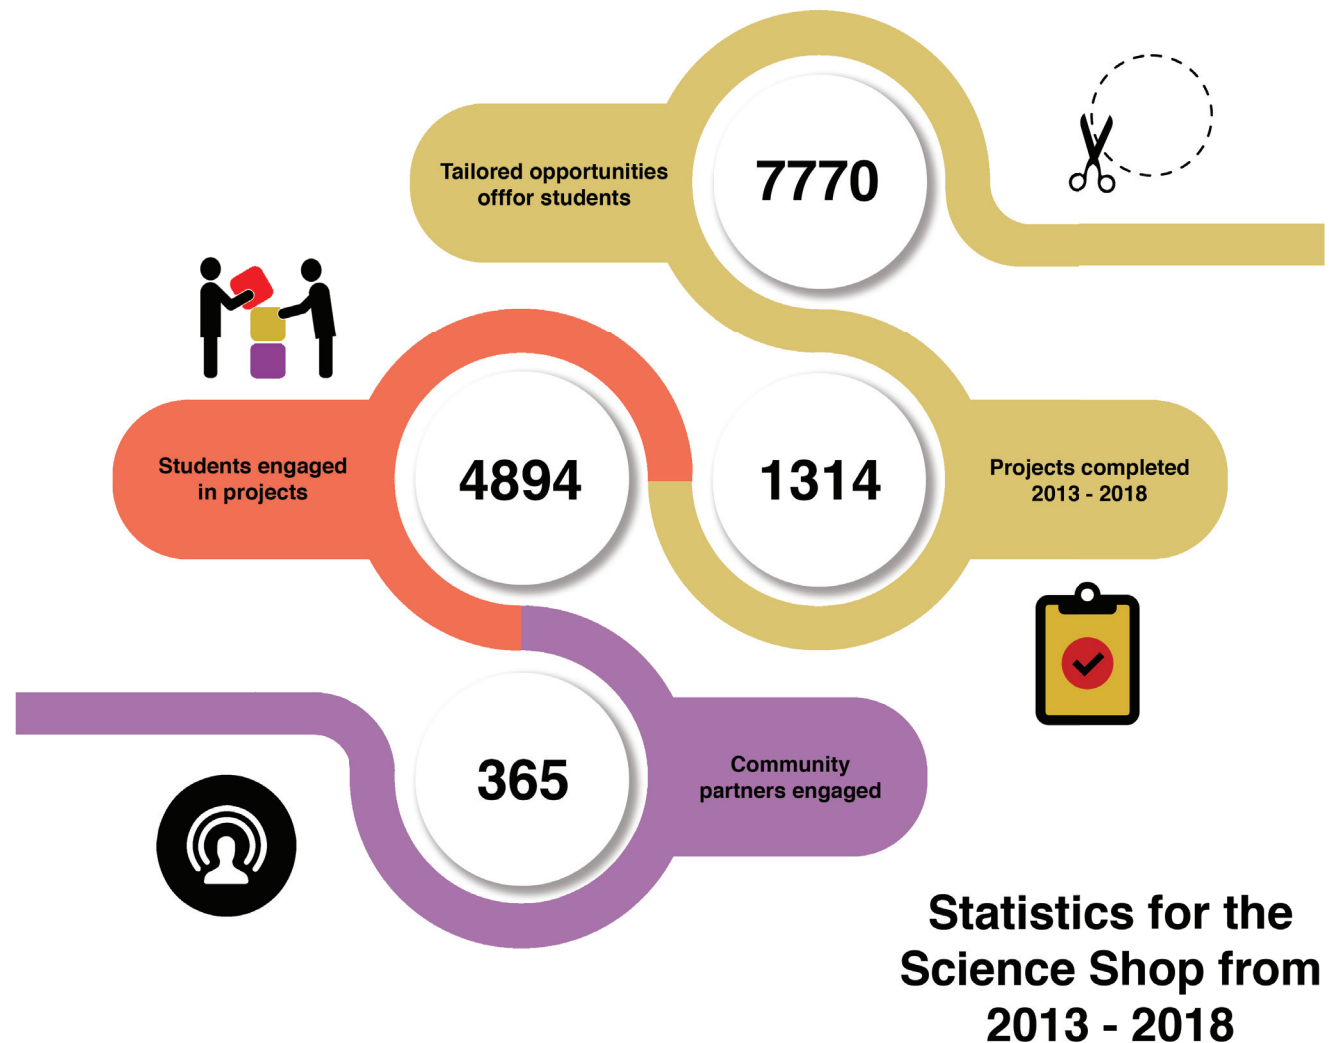 Tailored opportunities
offfor students
7770
Students engaged
in projects
4894
1314
Projects completed
2013 - 2018
365
Community
partners engaged
Statistics for the
Science Shop from
2013 - 2018